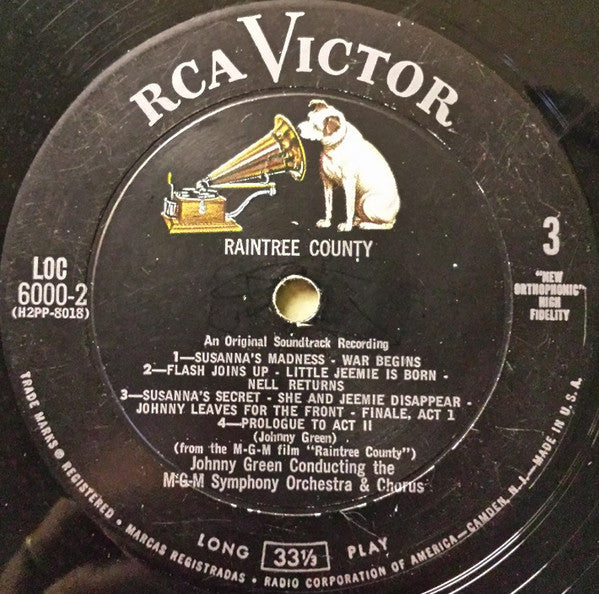 RCA VICTOR
RAINTREE COUNTY
LOC
6000-2
(H2PP-8018)
3
"NEW
ORTHOPHONIC"
HIGH
FIDELITY
An Original Soundtrack Recording
1—SUSANNA'S MADNESS - WAR BEGINS
2—FLASH JOINS UP - LITTLE JEEMIE IS BORN -
NELL RETURNS
3—SUSANNA'S SECRET - SHE AND JEEMIE DISAPPEAR -
JOHNNY LEAVES FOR THE FRONT - FINALE, ACT 1
4—PROLOGUE TO ACT II
(Johnny Green)
(from the M-G-M film "Raintree County")
Johnny Green Conducting the
M-G-M Symphony Orchestra & Chorus
LONG 33⅓ PLAY
TRADE MARKS ® REGISTERED • MARCAS REGISTRADAS • RADIO CORPORATION OF AMERICA—CAMDEN, N.J.—MADE IN U.S.A.